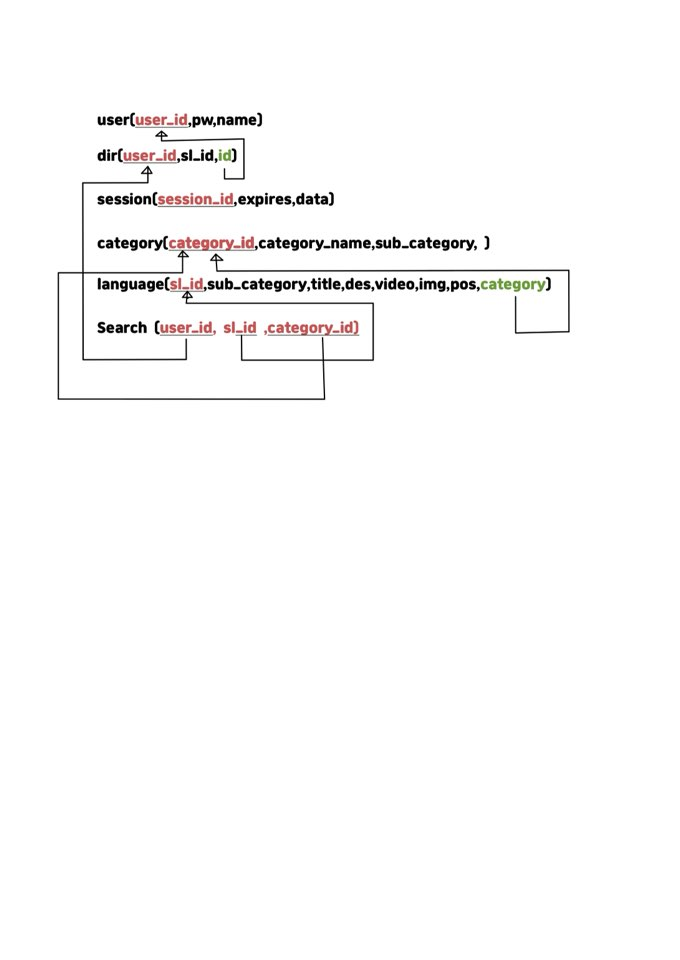 user(user_id,pw,name)
dir(user_id,sl_id,id)
session(session_id,expires,data)
category(category_id,category_name,sub_category, )
language(sl_id,sub_category,title,des,video,img,pos,category)
Search (user_id, sl_id ,category_id)